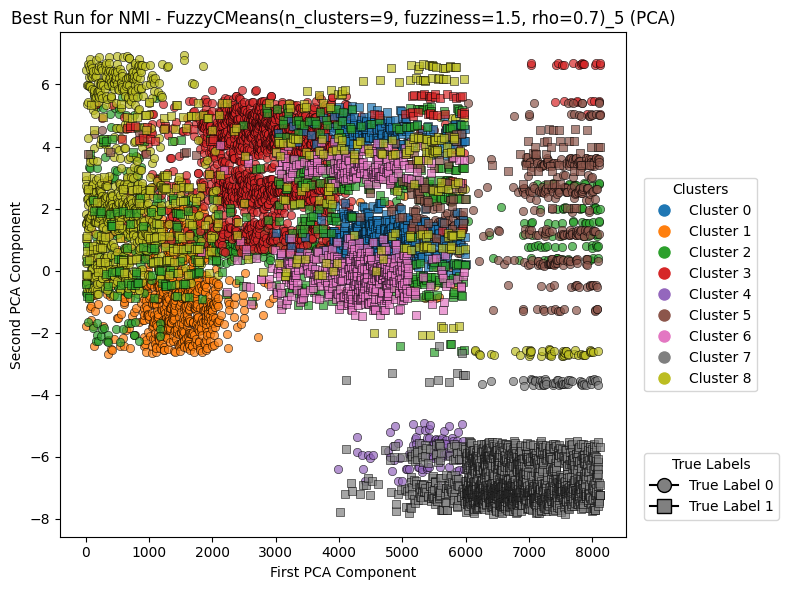 Best Run for NMI - FuzzyCMeans(n_clusters=9, fuzziness=1.5, rho=0.7)_5 (PCA)
Second PCA Component
6
4
2
0
−2
−4
−6
−8
0 1000 2000 3000 4000 5000 6000 7000 8000
First PCA Component
Clusters
Cluster 0
Cluster 1
Cluster 2
Cluster 3
Cluster 4
Cluster 5
Cluster 6
Cluster 7
Cluster 8
True Labels
True Label 0
True Label 1